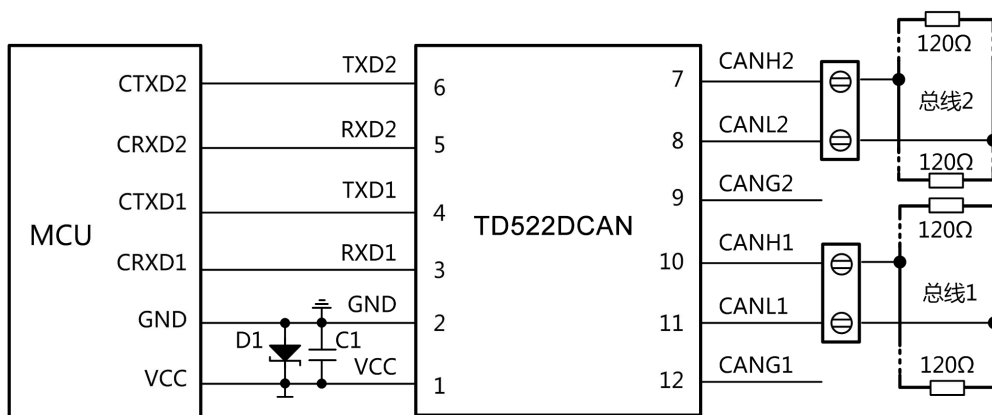 120Ω
CTXD2 TXD2 6 7 CANH2
总线2
CRXD2 RXD2 5 8 CANL2
120Ω
CTXD1 TXD1 4 9 CANG2
120Ω
MCU TD522DCAN
CRXD1 RXD1 3 10 CANH1
总线1
GND GND 2 11 CANL1
D1 C1
120Ω
VCC VCC 1 12 CANG1